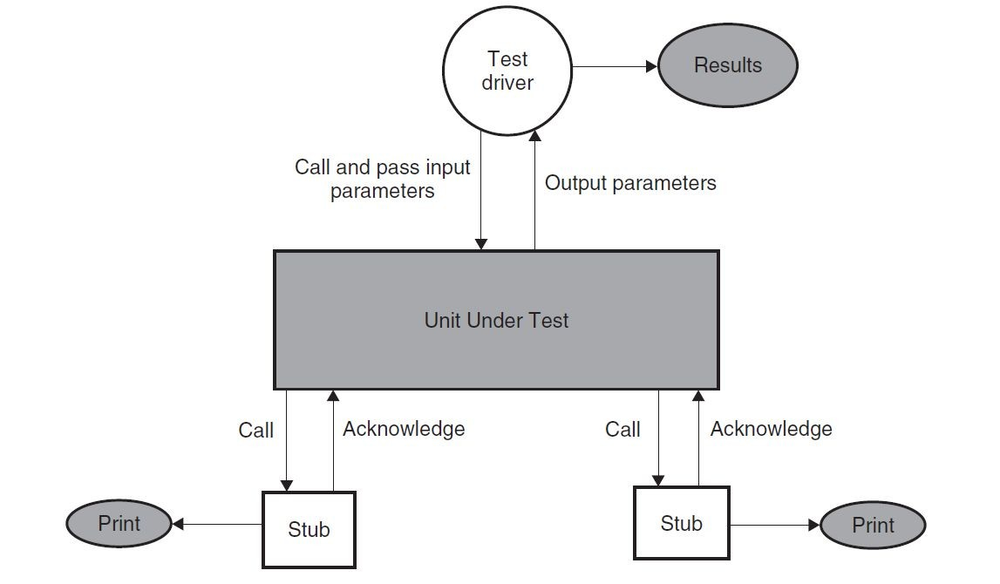 Test
driver
Results
Call and pass input
parameters
Output parameters
Unit Under Test
Call
Acknowledge
Call
Acknowledge
Print
Stub
Stub
Print